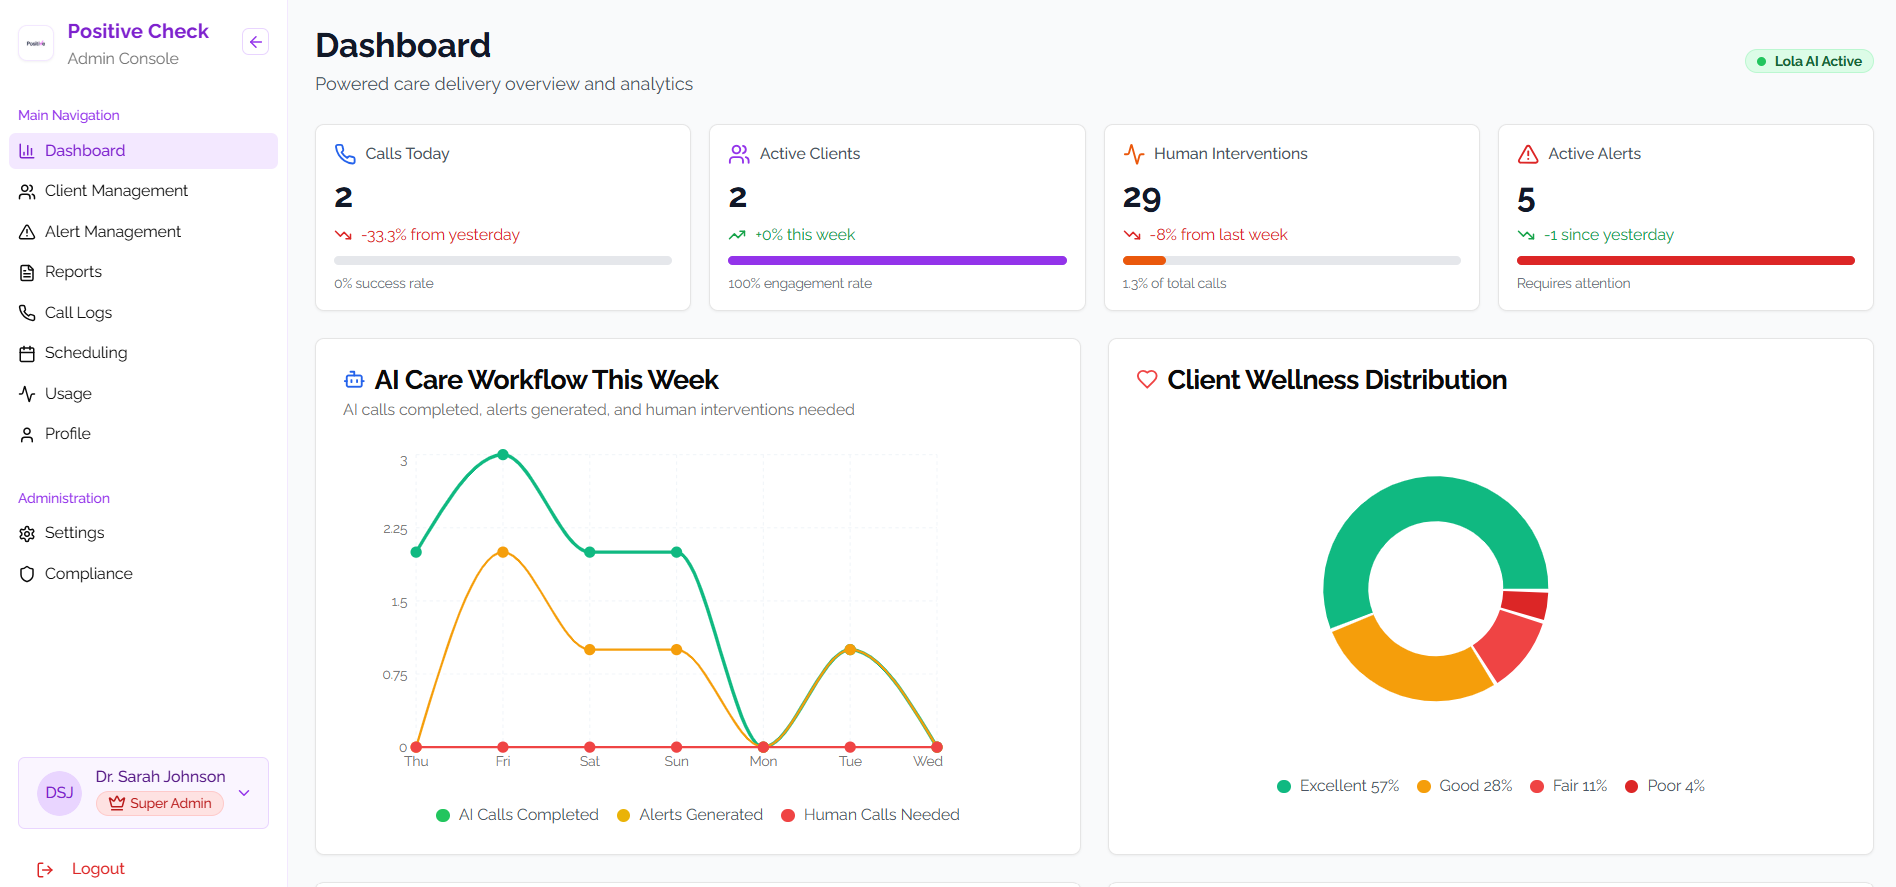 Positive Check
Admin Console
Main Navigation
Dashboard
Client Management
Alert Management
Reports
Call Logs
Scheduling
Usage
Profile
Administration
Settings
Compliance
DSJ
Dr. Sarah Johnson
Super Admin
Logout
Dashboard
Powered care delivery overview and analytics
Lola AI Active
Calls Today
2
-33.3% from yesterday
0% success rate
Active Clients
2
+0% this week
100% engagement rate
Human Interventions
29
-8% from last week
1.3% of total calls
Active Alerts
5
-1 since yesterday
Requires attention
AI Care Workflow This Week
AI calls completed, alerts generated, and human interventions needed
3
2.25
1.5
0.75
0
Thu Fri Sat Sun Mon Tue Wed
AI Calls Completed Alerts Generated Human Calls Needed
Client Wellness Distribution
Excellent 57% Good 28% Fair 11% Poor 4%